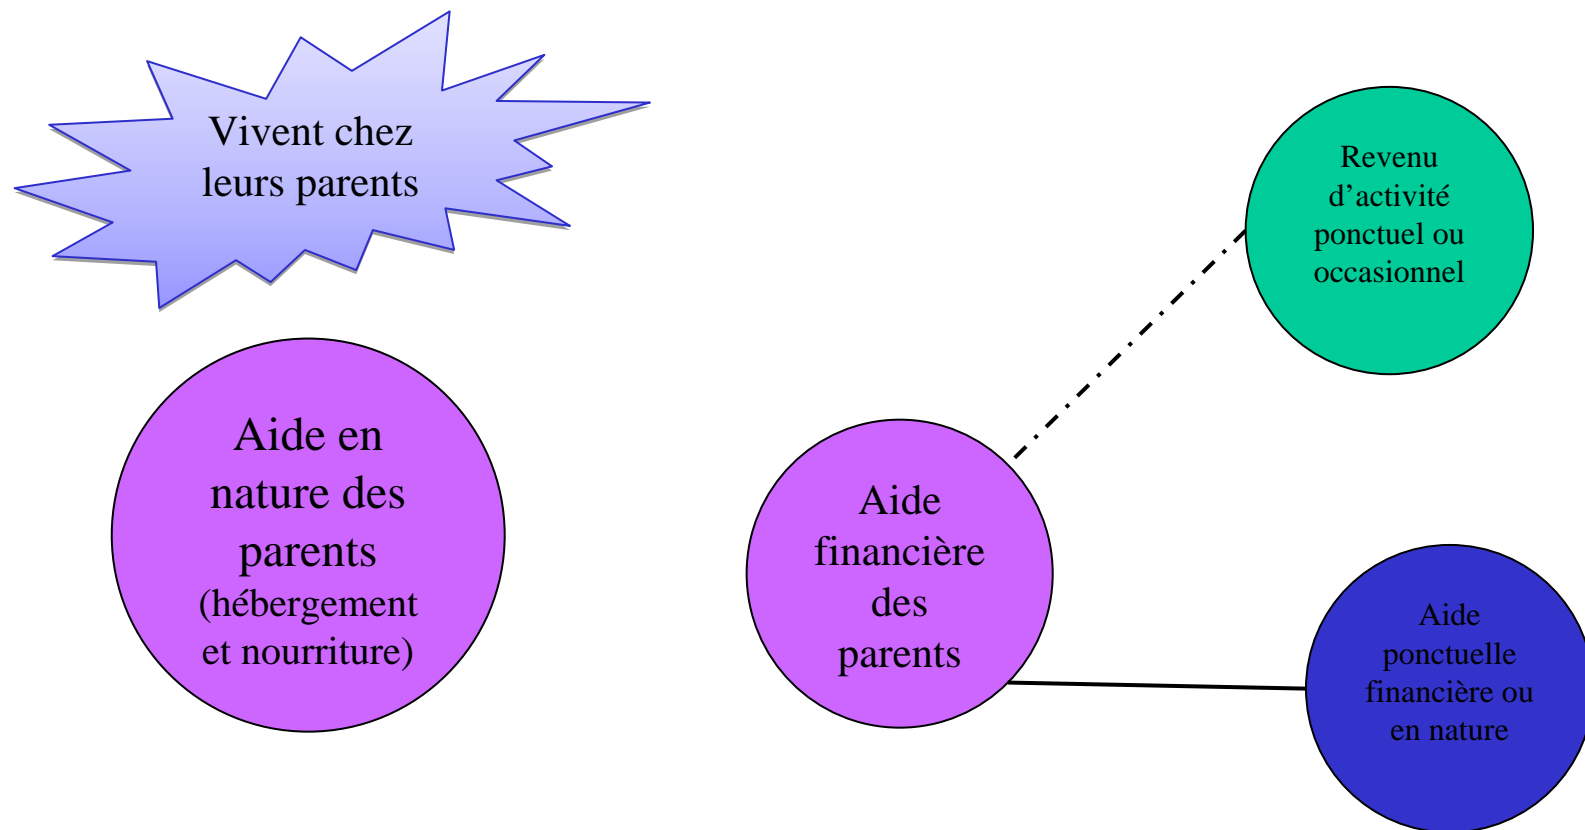 Vivent chez
leurs parents
Revenu
d’activité
ponctuel ou
occasionnel
Aide en
nature des
parents
(hébergement
et nourriture)
Aide
financière
des
parents
Aide
ponctuelle
financière ou
en nature